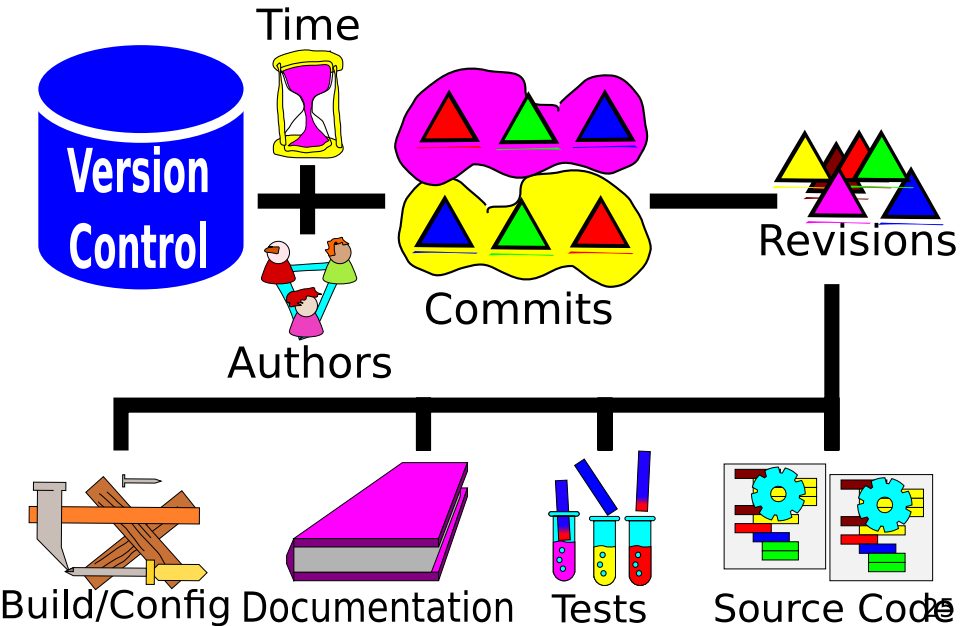 Time
Version
Control
Authors
Commits
Revisions
Build/Config
Documentation
Tests
Source Code
25